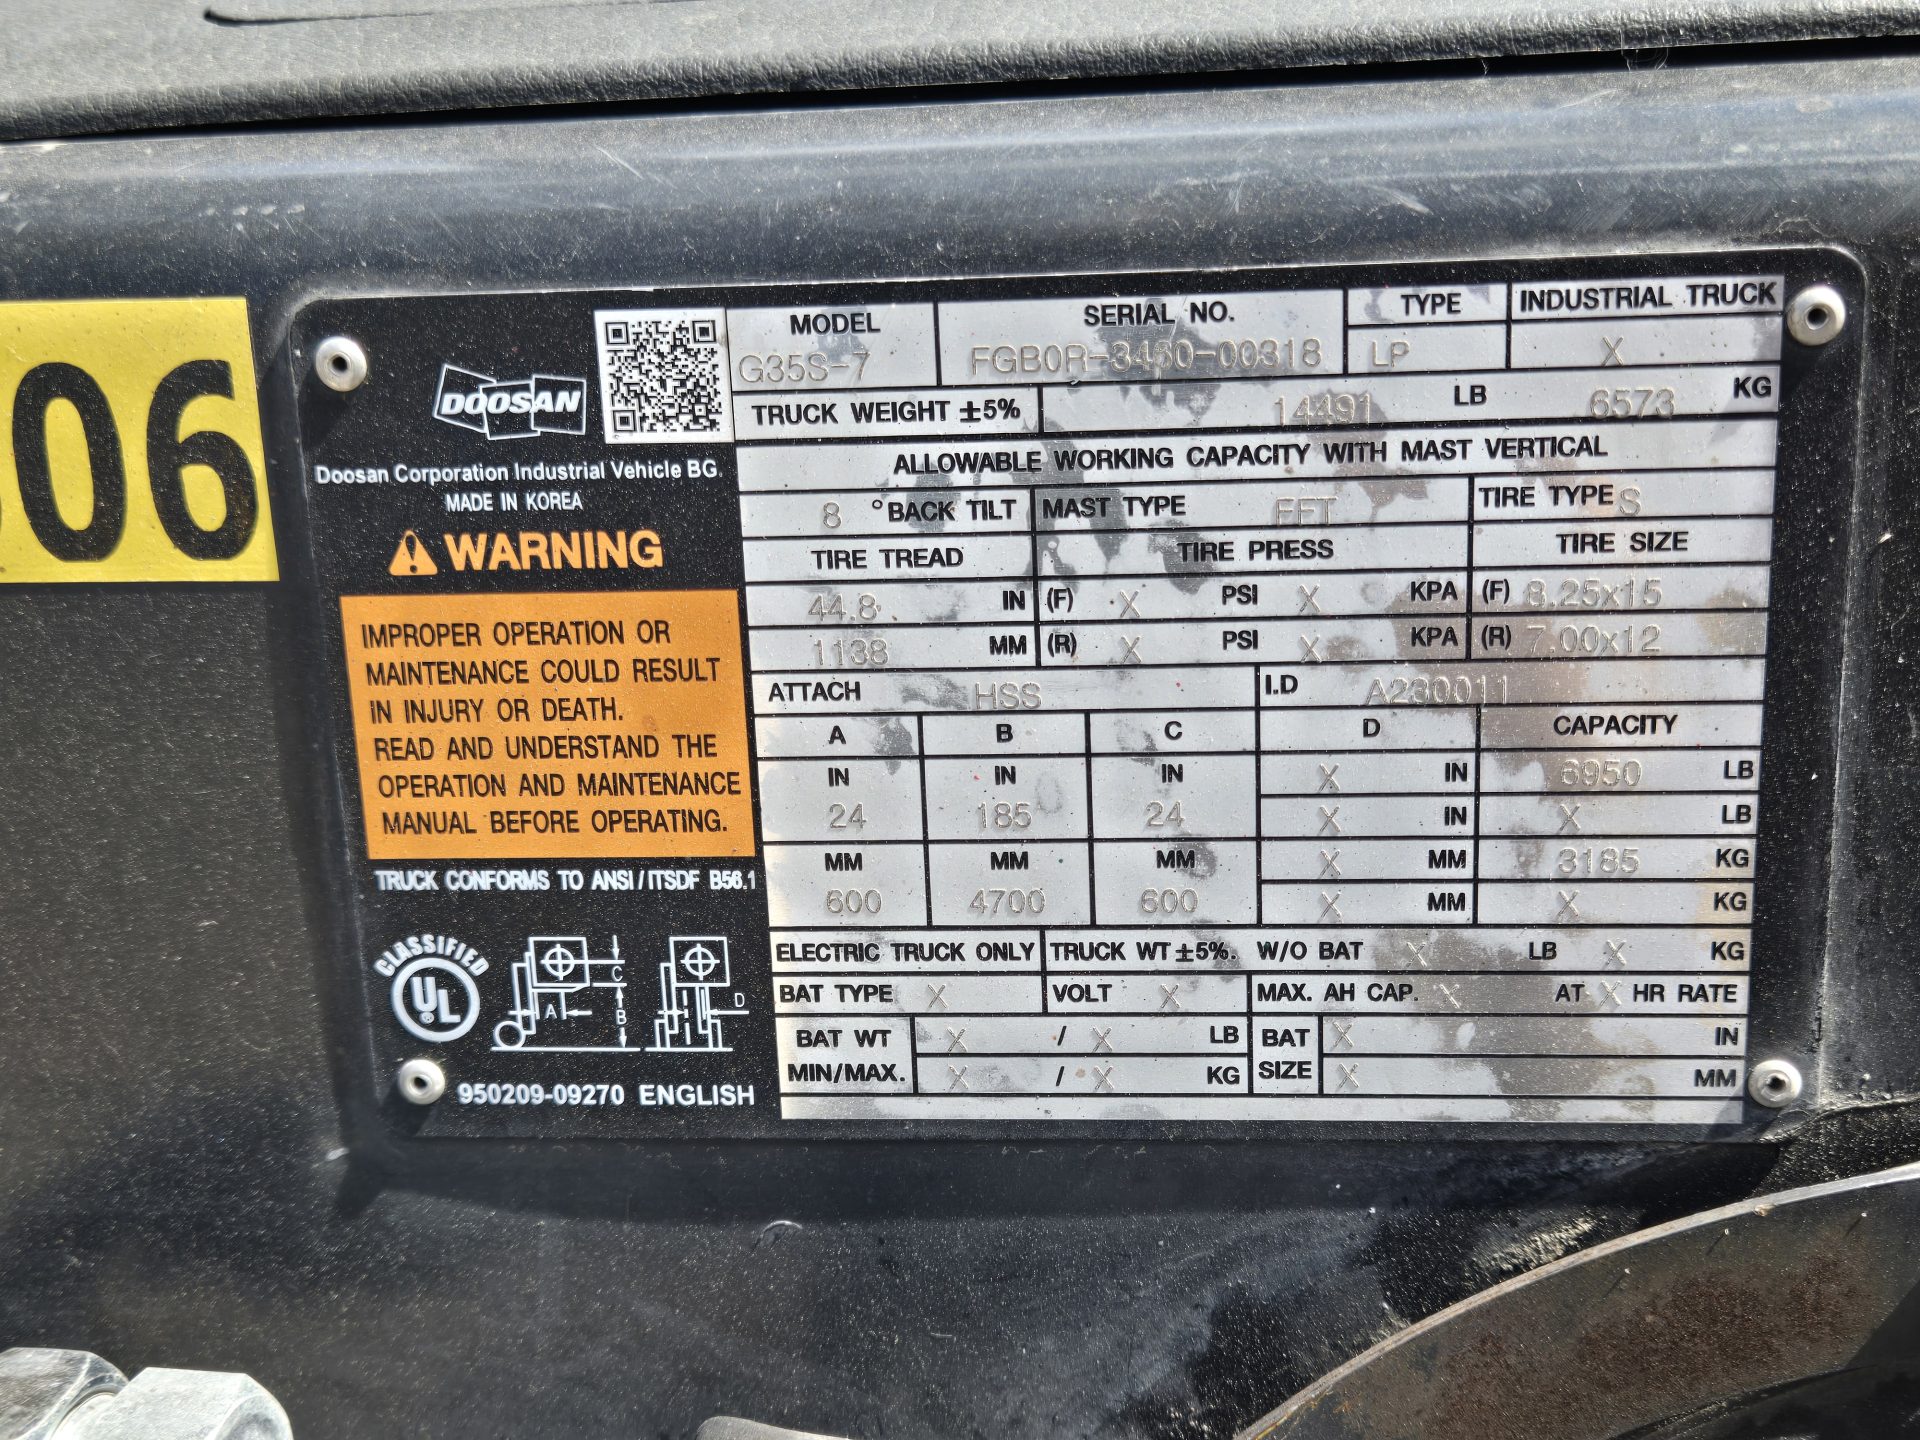 06
DOOSAN
Doosan Corporation Industrial Vehicle BG.
MADE IN KOREA
WARNING
IMPROPER OPERATION OR
MAINTENANCE COULD RESULT
IN INJURY OR DEATH.
READ AND UNDERSTAND THE
OPERATION AND MAINTENANCE
MANUAL BEFORE OPERATING.
TRUCK CONFORMS TO ANSI/ITSDF B56.1
CLASSIFIED
UL
A B C D
950209-09270 ENGLISH
MODEL SERIAL NO. TYPE INDUSTRIAL TRUCK
G35S-7 FGB0R-3460-00318 LP X
TRUCK WEIGHT ±5% 14491 LB 6573 KG
ALLOWABLE WORKING CAPACITY WITH MAST VERTICAL
8 °BACK TILT MAST TYPE FFT TIRE TYPE S
TIRE TREAD TIRE PRESS TIRE SIZE
44.8 IN (F) X PSI X KPA (F) 8.25x15
1138 MM (R) X PSI X KPA (R) 7.00x12
ATTACH HSS I.D A230011
A B C D CAPACITY
IN IN IN X IN 6950 LB
24 185 24 X IN X LB
MM MM MM X MM 3185 KG
600 4700 600 X MM X KG
ELECTRIC TRUCK ONLY TRUCK WT ±5%. W/O BAT X LB X KG
BAT TYPE X VOLT X MAX. AH CAP. X AT X HR RATE
BAT WT X / X LB BAT X IN
MIN/MAX. X / X KG SIZE X MM